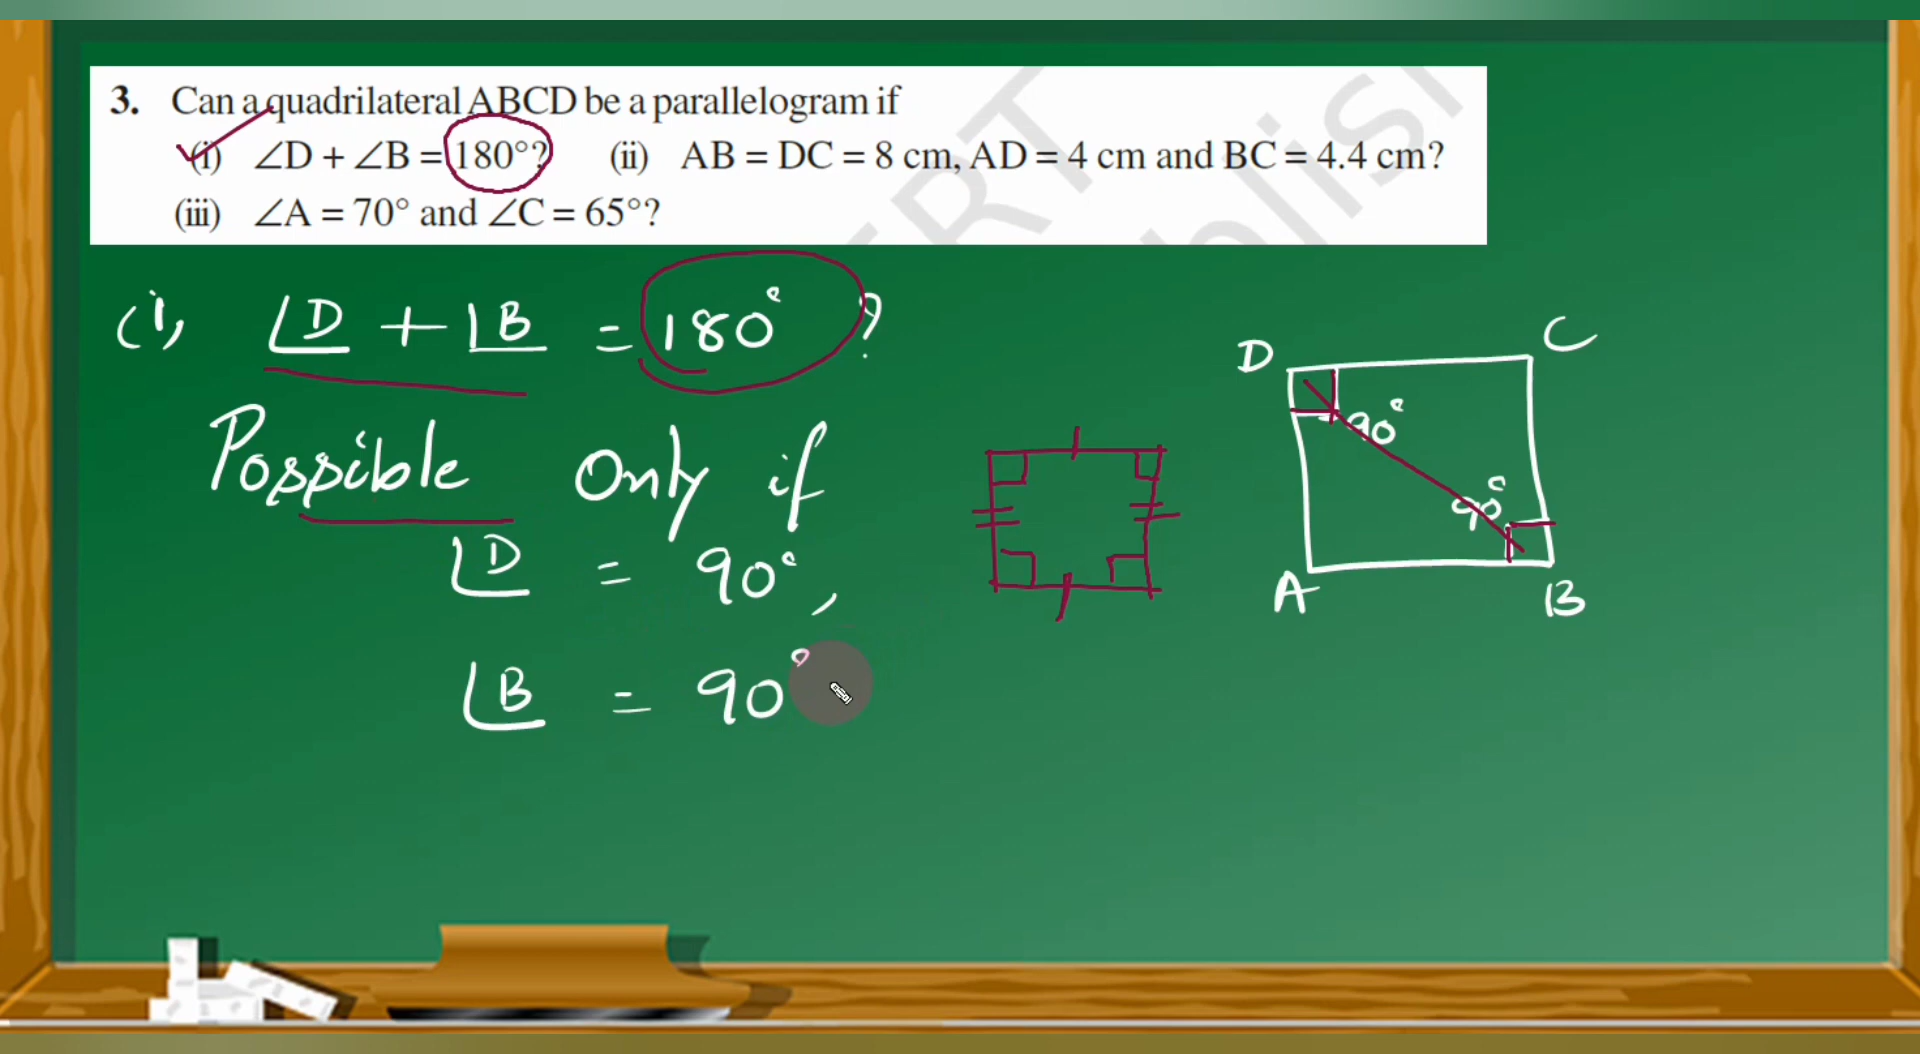 3. Can a quadrilateral ABCD be a parallelogram if
(i) ∠D + ∠B = 180°? (ii) AB = DC = 8 cm, AD = 4 cm and BC = 4.4 cm?
(iii) ∠A = 70° and ∠C = 65°?
(i) ∠D + ∠B = 180° ?
Possible Only if
∠D = 90°,
∠B = 90°
D C
90°
90°
A B